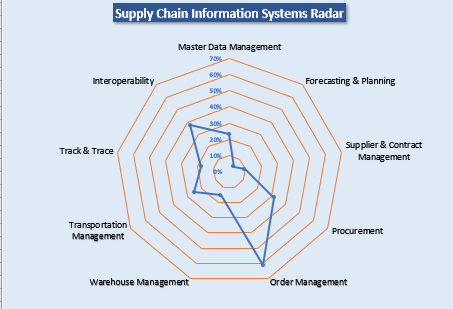 Supply Chain Information Systems Radar
Master Data Management
70%
60%
50%
40%
30%
20%
10%
0%
Forecasting & Planning
Supplier & Contract
Management
Procurement
Order Management
Warehouse Management
Transportation
Management
Track & Trace
Interoperability